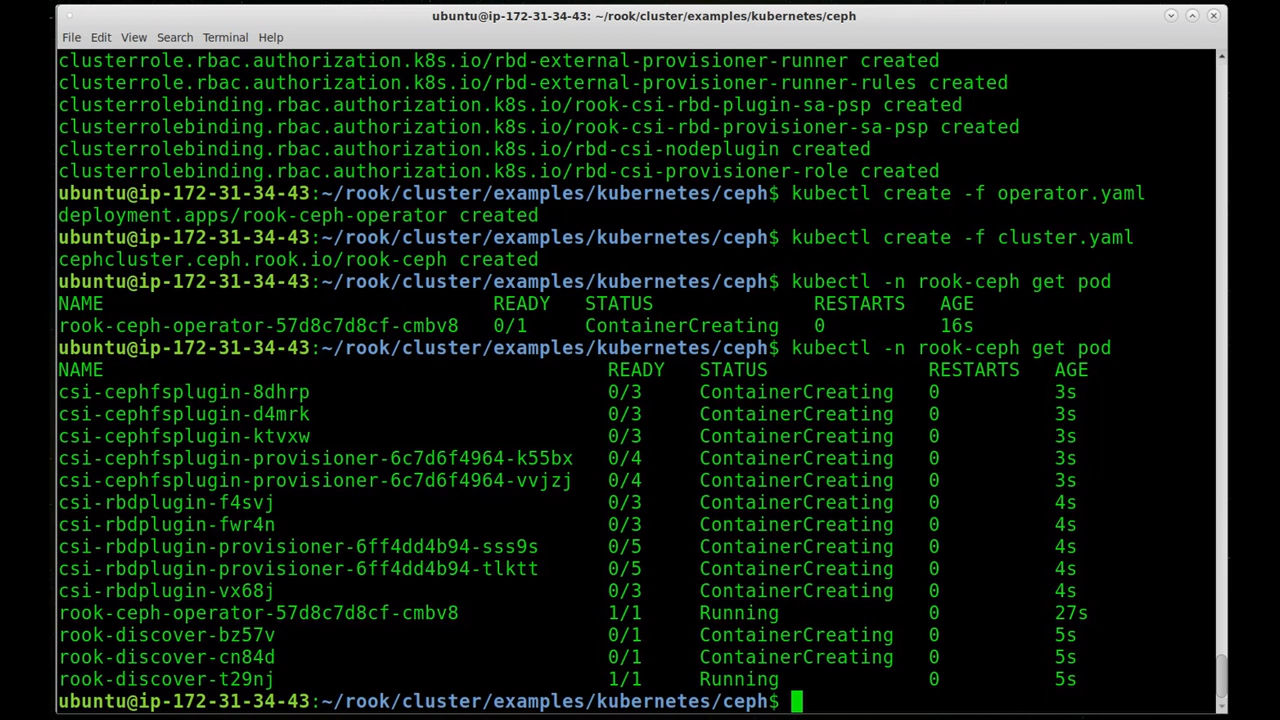 ubuntu@ip-172-31-34-43: ~/rook/cluster/examples/kubernetes/ceph
File Edit View Search Terminal Help
clusterrole.rbac.authorization.k8s.io/rbd-external-provisioner-runner created
clusterrole.rbac.authorization.k8s.io/rbd-external-provisioner-runner-rules created
clusterrolebinding.rbac.authorization.k8s.io/rook-csi-rbd-plugin-sa-psp created
clusterrolebinding.rbac.authorization.k8s.io/rook-csi-rbd-provisioner-sa-psp created
clusterrolebinding.rbac.authorization.k8s.io/rbd-csi-nodeplugin created
clusterrolebinding.rbac.authorization.k8s.io/rbd-csi-provisioner-role created
ubuntu@ip-172-31-34-43:~/rook/cluster/examples/kubernetes/ceph$ kubectl create -f operator.yaml
deployment.apps/rook-ceph-operator created
ubuntu@ip-172-31-34-43:~/rook/cluster/examples/kubernetes/ceph$ kubectl create -f cluster.yaml
cephcluster.ceph.rook.io/rook-ceph created
ubuntu@ip-172-31-34-43:~/rook/cluster/examples/kubernetes/ceph$ kubectl -n rook-ceph get pod
NAME READY STATUS RESTARTS AGE
rook-ceph-operator-57d8c7d8cf-cmbv8 0/1 ContainerCreating 0 16s
ubuntu@ip-172-31-34-43:~/rook/cluster/examples/kubernetes/ceph$ kubectl -n rook-ceph get pod
NAME READY STATUS RESTARTS AGE
csi-cephfsplugin-8dhrp 0/3 ContainerCreating 0 3s
csi-cephfsplugin-d4mrk 0/3 ContainerCreating 0 3s
csi-cephfsplugin-ktvxw 0/3 ContainerCreating 0 3s
csi-cephfsplugin-provisioner-6c7d6f4964-k55bx 0/4 ContainerCreating 0 3s
csi-cephfsplugin-provisioner-6c7d6f4964-vvjzj 0/4 ContainerCreating 0 3s
csi-rbdplugin-f4svj 0/3 ContainerCreating 0 4s
csi-rbdplugin-fwr4n 0/3 ContainerCreating 0 4s
csi-rbdplugin-provisioner-6ff4dd4b94-sss9s 0/5 ContainerCreating 0 4s
csi-rbdplugin-provisioner-6ff4dd4b94-tlktt 0/5 ContainerCreating 0 4s
csi-rbdplugin-vx68j 0/3 ContainerCreating 0 4s
rook-ceph-operator-57d8c7d8cf-cmbv8 1/1 Running 0 27s
rook-discover-bz57v 0/1 ContainerCreating 0 5s
rook-discover-cn84d 0/1 ContainerCreating 0 5s
rook-discover-t29nj 1/1 Running 0 5s
ubuntu@ip-172-31-34-43:~/rook/cluster/examples/kubernetes/ceph$